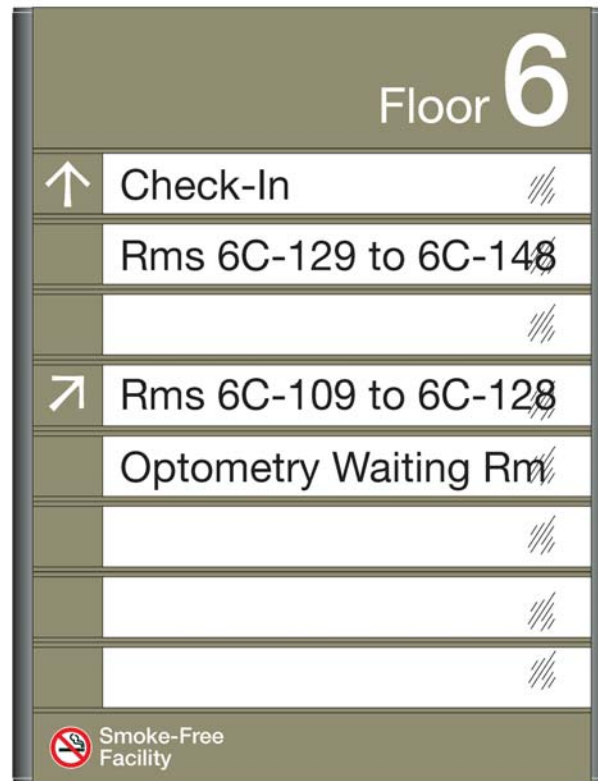 Floor 6
Check-In
Rms 6C-129 to 6C-148
Rms 6C-109 to 6C-128
Optometry Waiting Rm
Smoke-Free
Facility